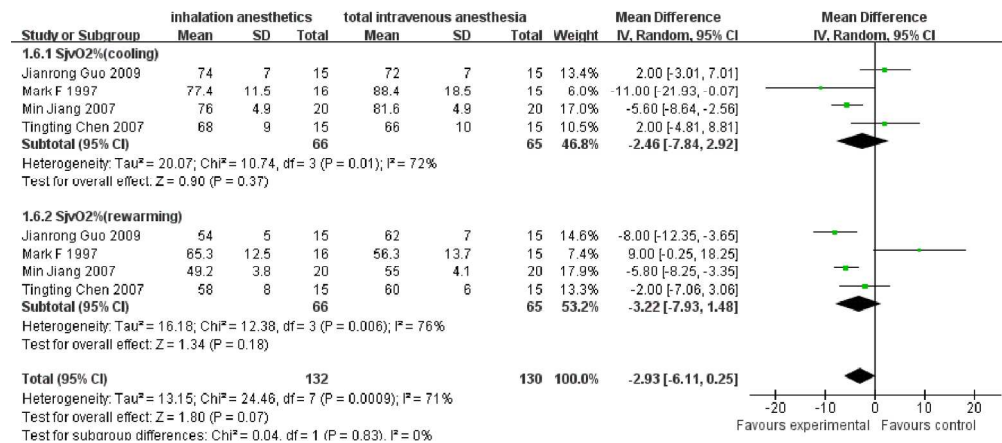 inhalation anesthetics total intravenous anesthesia Mean Difference Mean Difference
Study or Subgroup Mean SD Total Mean SD Total Weight IV, Random, 95% CI IV, Random, 95% CI
1.6.1 SjvO2%(cooling)
Jianrong Guo 2009 74 7 15 72 7 15 13.4% 2.00 [-3.01, 7.01]
Mark F 1997 77.4 11.5 16 88.4 18.5 15 6.0% -11.00 [-21.93, -0.07]
Min Jiang 2007 76 4.9 20 81.6 4.9 20 17.0% -5.60 [-8.64, -2.56]
Tingting Chen 2007 68 9 15 66 10 15 10.5% 2.00 [-4.81, 8.81]
Subtotal (95% CI) 66 65 46.8% -2.46 [-7.84, 2.92]
Heterogeneity: Tau² = 20.07; Chi² = 10.74, df = 3 (P = 0.01); I² = 72%
Test for overall effect: Z = 0.90 (P = 0.37)
1.6.2 SjvO2%(rewarming)
Jianrong Guo 2009 54 5 15 62 7 15 14.6% -8.00 [-12.35, -3.65]
Mark F 1997 65.3 12.5 16 56.3 13.7 15 7.4% 9.00 [-0.25, 18.25]
Min Jiang 2007 49.2 3.8 20 55 4.1 20 17.9% -5.80 [-8.25, -3.35]
Tingting Chen 2007 58 8 15 60 6 15 13.3% -2.00 [-7.06, 3.06]
Subtotal (95% CI) 66 65 53.2% -3.22 [-7.93, 1.48]
Heterogeneity: Tau² = 16.18; Chi² = 12.38, df = 3 (P = 0.006); I² = 76%
Test for overall effect: Z = 1.34 (P = 0.18)
Total (95% CI) 132 130 100.0% -2.93 [-6.11, 0.25]
Heterogeneity: Tau² = 13.15; Chi² = 24.46, df = 7 (P = 0.0009); I² = 71%
Test for overall effect: Z = 1.80 (P = 0.07)
Test for subgroup differences: Chi² = 0.04, df = 1 (P = 0.83), I² = 0%
-20 -10 0 10 20
Favours experimental Favours control